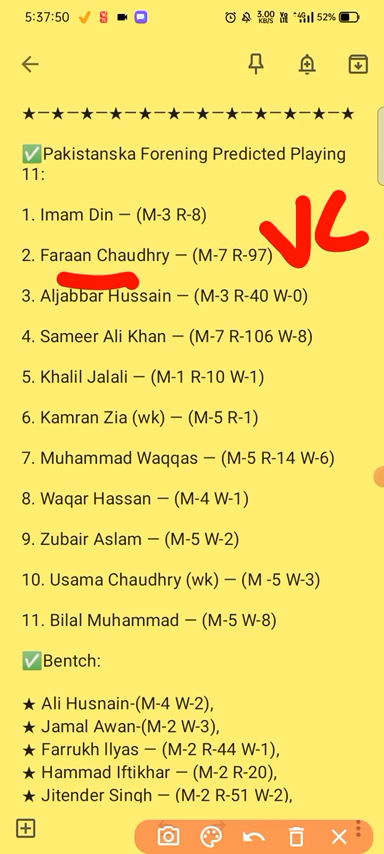 5:37:50 3.00 KB/S Vo LTE 4G 52%
★—★—★—★—★—★—★—★—★—★—★—★
✅Pakistanska Forening Predicted Playing
11:
1. Imam Din — (M-3 R-8)
VC
2. Faraan Chaudhry — (M-7 R-97)
3. Aljabbar Hussain — (M-3 R-40 W-0)
4. Sameer Ali Khan — (M-7 R-106 W-8)
5. Khalil Jalali — (M-1 R-10 W-1)
6. Kamran Zia (wk) — (M-5 R-1)
7. Muhammad Waqqas — (M-5 R-14 W-6)
8. Waqar Hassan — (M-4 W-1)
9. Zubair Aslam — (M-5 W-2)
10. Usama Chaudhry (wk) — (M -5 W-3)
11. Bilal Muhammad — (M-5 W-8)
✅Bentch:
★ Ali Husnain-(M-4 W-2),
★ Jamal Awan-(M-2 W-3),
★ Farrukh llyas — (M-2 R-44 W-1),
★ Hammad Iftikhar — (M-2 R-20),
★ Jitender Singh — (M-2 R-51 W-2),